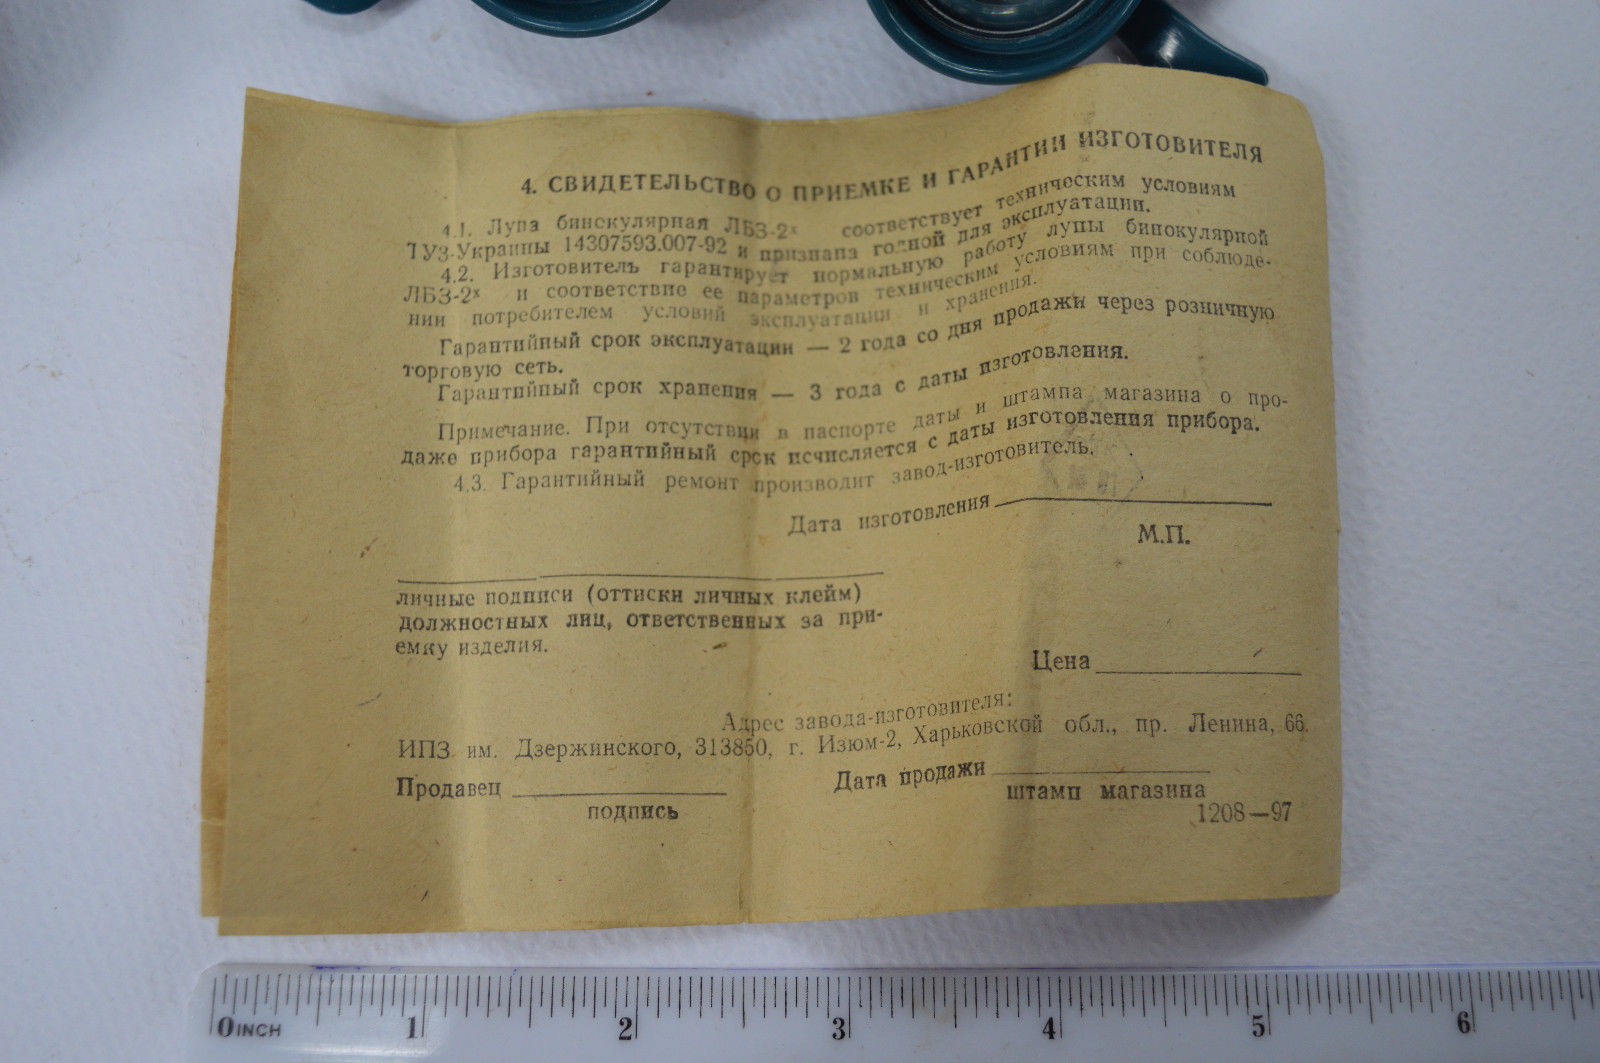 4. СВИДЕТЕЛЬСТВО О ПРИЕМКЕ И ГАРАНТИИ ИЗГОТОВИТЕЛЯ
4.1. Лупа бинокулярная ЛБЗ-2ˣ соответствует техническим условиям
ТУЗ-Украины 14307593.007-92 и признана годной для эксплуатации.
4.2. Изготовитель гарантирует нормальную работу лупы бинокулярной
ЛБЗ-2ˣ и соответствие ее параметров техническим условиям при соблюде-
нии потребителем условий эксплуатации и хранения.
Гарантийный срок эксплуатации — 2 года со дня продажи через розничную
торговую сеть.
Гарантийный срок хранения — 3 года с даты изготовления.
Примечание. При отсутствии в паспорте даты и штампа магазина о про-
даже прибора гарантийный срок исчисляется с даты изготовления прибора.
4.3. Гарантийный ремонт производит завод-изготовитель.
Дата изготовления
М.П.
личные подписи (оттиски личных клейм)
должностных лиц, ответственных за при-
емку изделия.
Цена
Адрес завода-изготовителя:
ИПЗ им. Дзержинского, 313850, г. Изюм-2, Харьковской обл., пр. Ленина, 66.
Продавец
Дата продажи
подпись
штамп магазина
1208—97
0 INCH 1 2 3 4 5 6